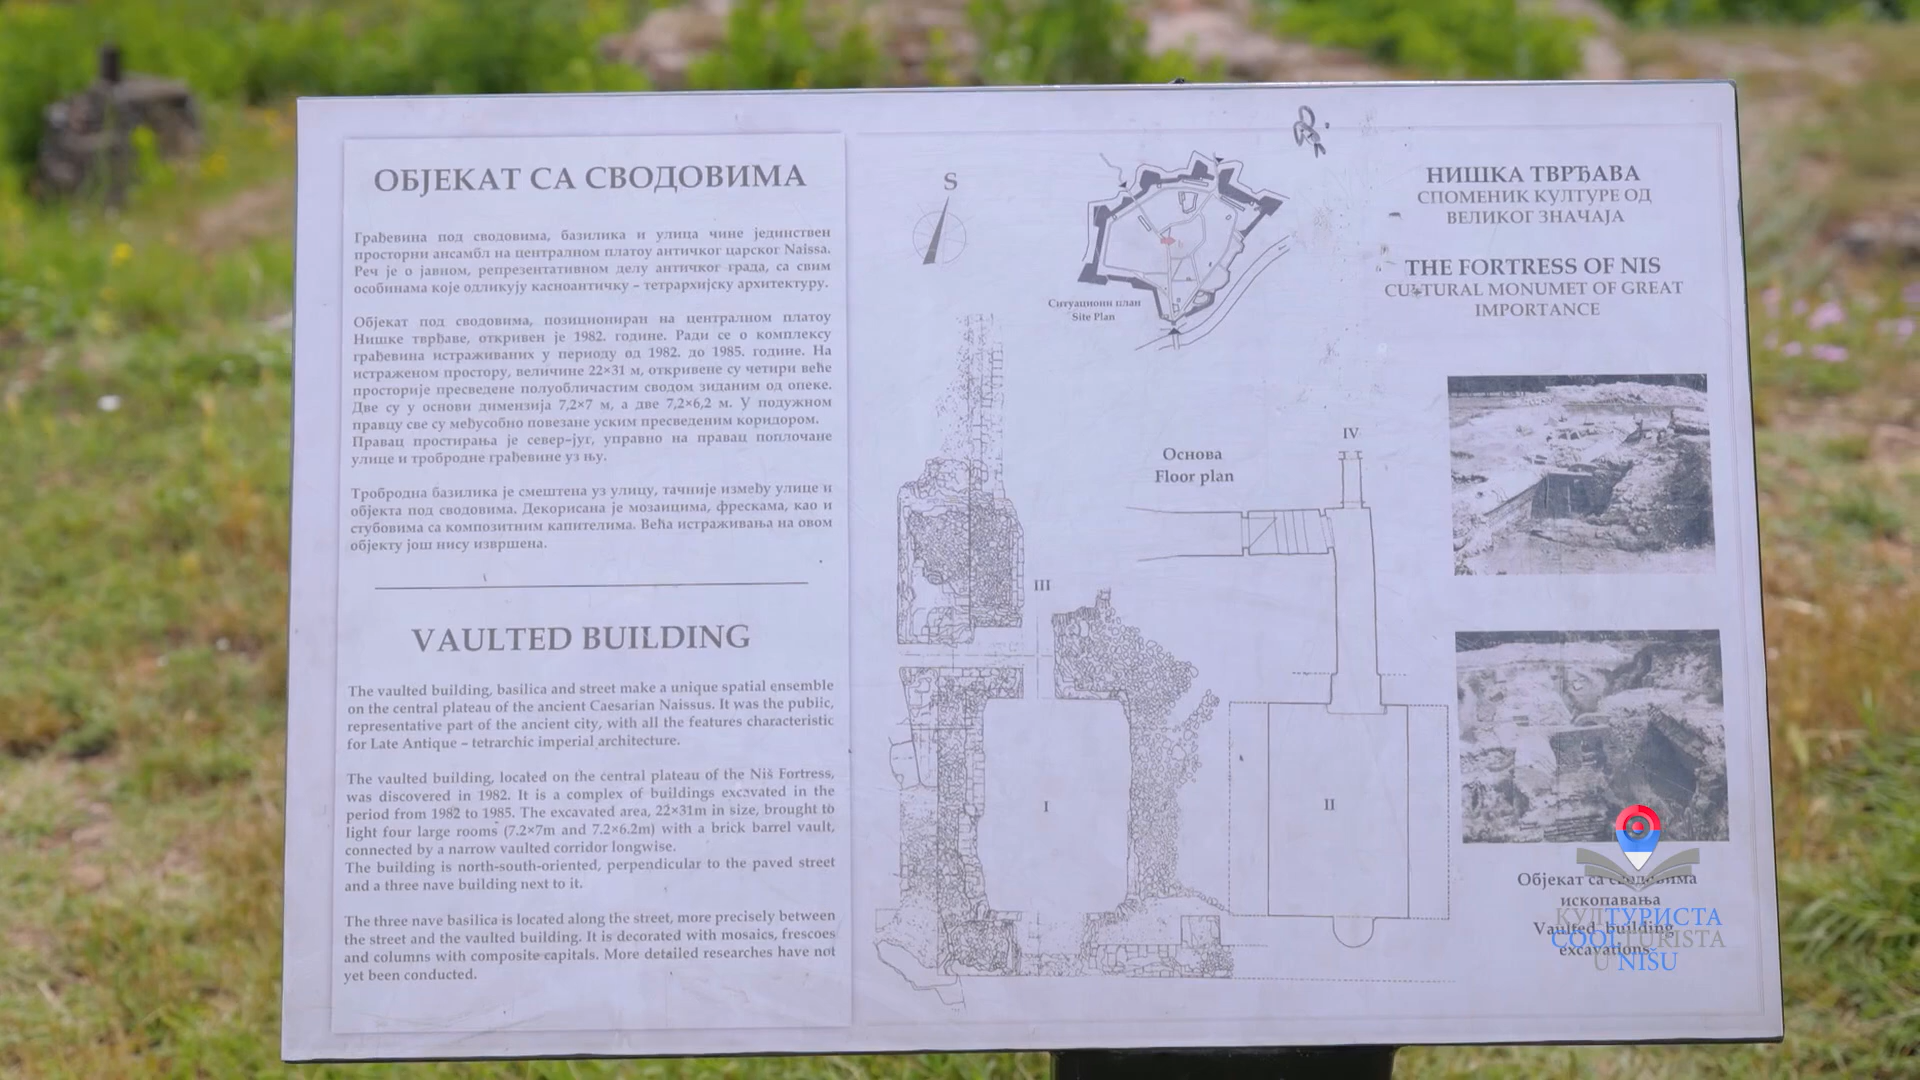 ОБЈЕКАТ СА СВОДОВИМА
Грађевина под сводовима, базилика и улица чине јединствен
просторни ансамбл на централном платоу античког царског Naissa.
Реч је о јавном, репрезентативном делу античког града, са свим
особинама које одликују касноантичку – тетрархијску архитектуру.
Објекат под сводовима, позициониран на централном платоу
Нишке тврђаве, откривен је 1982. године. Ради се о комплексу
грађевина истраживаних у периоду од 1982. до 1985. године. На
истраженом простору, величине 22×31 м, откривене су четири веће
просторије пресведене полуобличастим сводом зиданим од опеке.
Две су у основи димензија 7,2×7 м, а две 7,2×6,2 м. У подужном
правцу све су међусобно повезане уским пресведеним коридором.
Правац простирања је север–југ, управно на правац поплочане
улице и тробродне грађевине уз њу.
Тробродна базилика је смештена уз улицу, тачније између улице и
објекта под сводовима. Декорисана је мозаицима, фрескама, као и
стубовима са композитним капителима. Већа истраживања на овом
објекту још нису извршена.
VAULTED BUILDING
The vaulted building, basilica and street make a unique spatial ensemble
on the central plateau of the ancient Caesarian Naissus. It was the public,
representative part of the ancient city, with all the features characteristic
for Late Antique – tetrarchic imperial architecture.
The vaulted building, located on the central plateau of the Niš Fortress,
was discovered in 1982. It is a complex of buildings excavated in the
period from 1982 to 1985. The excavated area, 22×31m in size, brought to
light four large rooms (7.2×7m and 7.2×6.2m) with a brick barrel vault,
connected by a narrow vaulted corridor longwise.
The building is north-south-oriented, perpendicular to the paved street
and a three nave building next to it.
The three nave basilica is located along the street, more precisely between
the street and the vaulted building. It is decorated with mosaics, frescoes
and columns with composite capitals. More detailed researches have not
yet been conducted.
S
Ситуациони план
Site Plan
Основа
Floor plan
IV
III
I
II
НИШКА ТВРЂАВА
СПОМЕНИК КУЛТУРЕ ОД
ВЕЛИКОГ ЗНАЧАЈА
THE FORTRESS OF NIS
CULTURAL MONUMET OF GREAT
IMPORTANCE
Објекат са сводовима
ископавања
Vaulted building
excavations
КУЛТУРИСТА
COOLTURISTA
U NIŠU